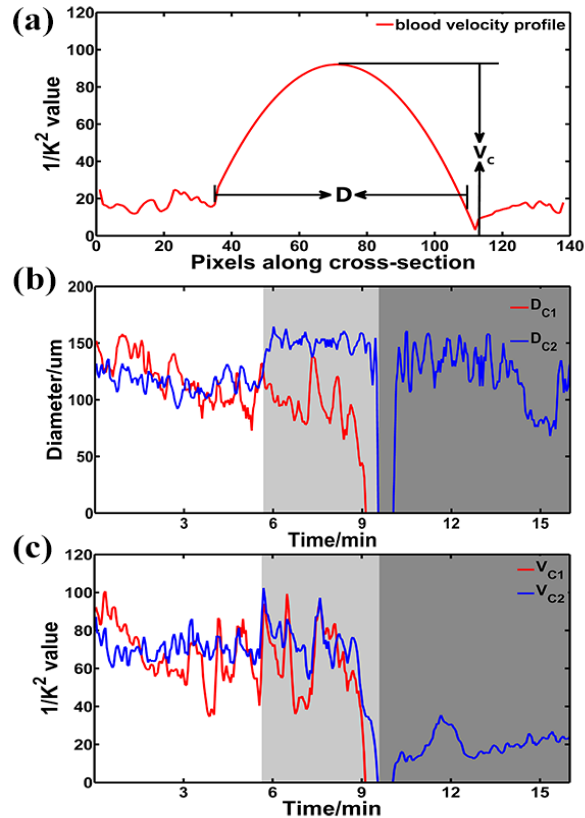 (a)
blood velocity profile
1/K² value
120
100
80
60
40
20
0
D
V_c
0 20 40 60 80 100 120 140
Pixels along cross-section
(b)
D_C1
D_C2
Diameter/um
200
150
100
50
0
3 6 9 12 15
Time/min
(c)
V_C1
V_C2
1/K² value
120
100
80
60
40
20
0
3 6 9 12 15
Time/min